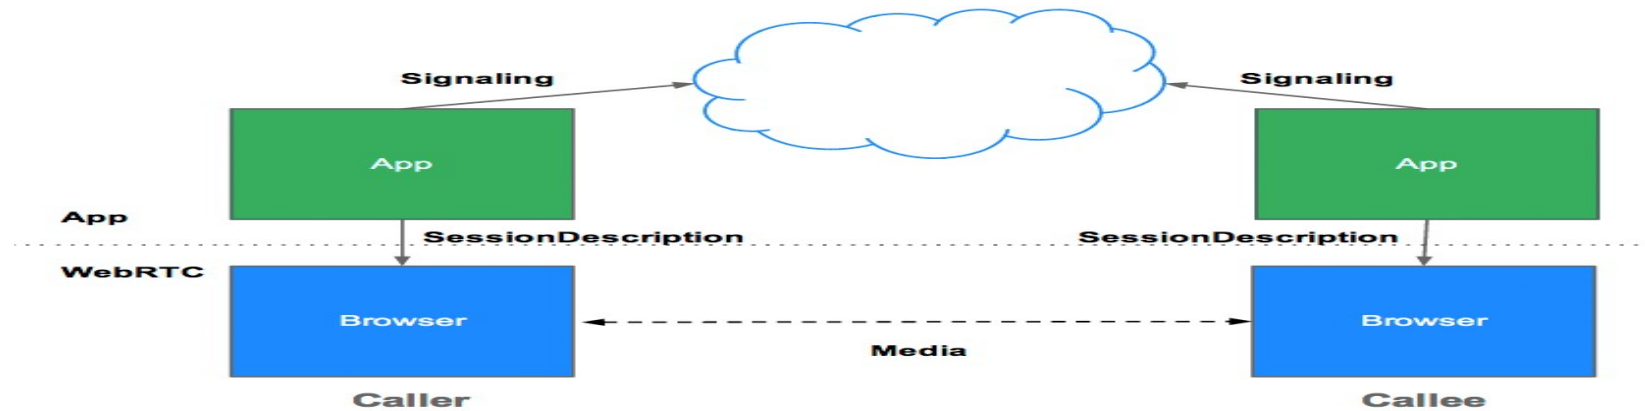 Signaling
Signaling
App
App
App
SessionDescription
SessionDescription
WebRTC
Browser
Browser
Media
Caller
Callee